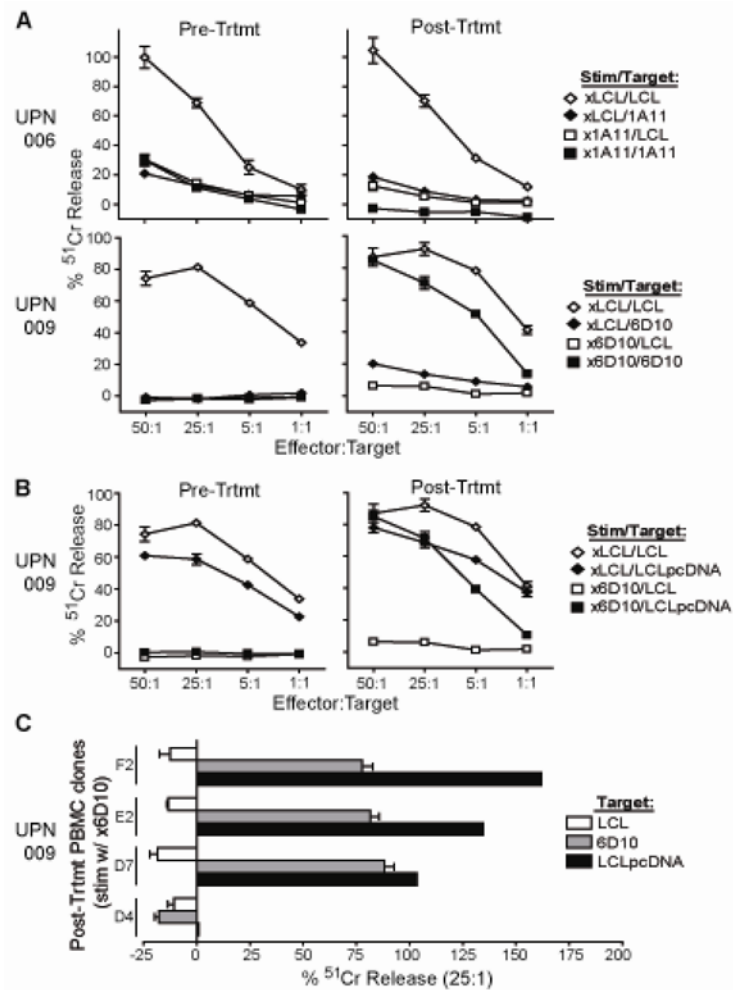 A
Pre-Trtmt
Post-Trtmt
UPN
006
100
80
60
40
20
0
Stim/Target:
xLCL/LCL
xLCL/1A11
x1A11/LCL
x1A11/1A11
% 51Cr Release
UPN
009
100
80
60
40
20
0
50:1
25:1
5:1
1:1
50:1
25:1
5:1
1:1
Effector:Target
Stim/Target:
xLCL/LCL
xLCL/6D10
x6D10/LCL
x6D10/6D10
B
Pre-Trtmt
Post-Trtmt
UPN
009
% 51Cr Release
100
80
60
40
20
0
50:1
25:1
5:1
1:1
50:1
25:1
5:1
1:1
Effector:Target
Stim/Target:
xLCL/LCL
xLCL/LCLpcDNA
x6D10/LCL
x6D10/LCLpcDNA
C
UPN
009
Post-Trtmt PBMC clones
(stim w/ x6D10)
F2
E2
D7
D4
-25
0
25
50
75
100
125
150
175
200
% 51Cr Release (25:1)
Target:
LCL
6D10
LCLpcDNA